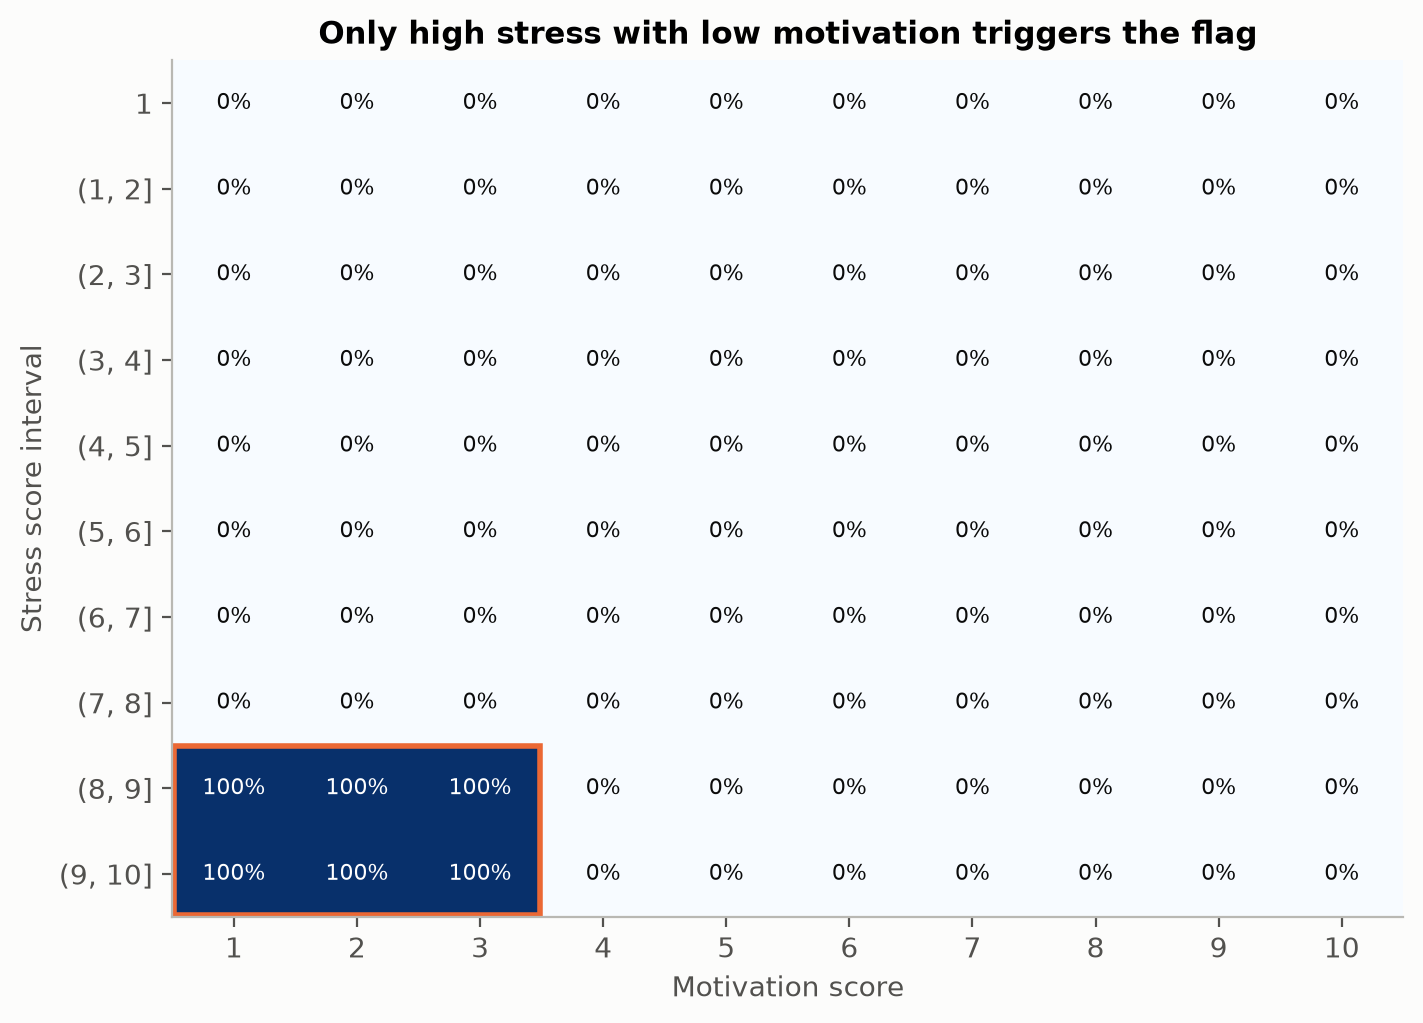 Only high stress with low motivation triggers the flag
Stress score interval
1 0% 0% 0% 0% 0% 0% 0% 0% 0% 0%
(1, 2] 0% 0% 0% 0% 0% 0% 0% 0% 0% 0%
(2, 3] 0% 0% 0% 0% 0% 0% 0% 0% 0% 0%
(3, 4] 0% 0% 0% 0% 0% 0% 0% 0% 0% 0%
(4, 5] 0% 0% 0% 0% 0% 0% 0% 0% 0% 0%
(5, 6] 0% 0% 0% 0% 0% 0% 0% 0% 0% 0%
(6, 7] 0% 0% 0% 0% 0% 0% 0% 0% 0% 0%
(7, 8] 0% 0% 0% 0% 0% 0% 0% 0% 0% 0%
(8, 9] 100% 100% 100% 0% 0% 0% 0% 0% 0% 0%
(9, 10] 100% 100% 100% 0% 0% 0% 0% 0% 0% 0%
1 2 3 4 5 6 7 8 9 10
Motivation score